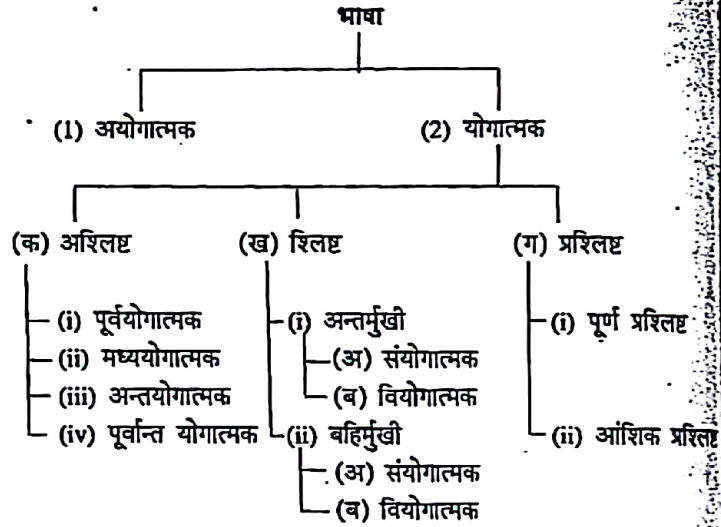 भाषा
(1) अयोगात्मक (2) योगात्मक
(क) अश्लिष्ट (ख) श्लिष्ट (ग) प्रश्लिष्ट
(i) पूर्वयोगात्मक (i) अन्तर्मुखी (i) पूर्ण प्रश्लिष्ट
(ii) मध्ययोगात्मक (अ) संयोगात्मक
(iii) अन्तयोगात्मक (ब) वियोगात्मक
(iv) पूर्वान्त योगात्मक (ii) बहिर्मुखी (ii) आंशिक प्रश्लिष्ट
(अ) संयोगात्मक
(ब) वियोगात्मक